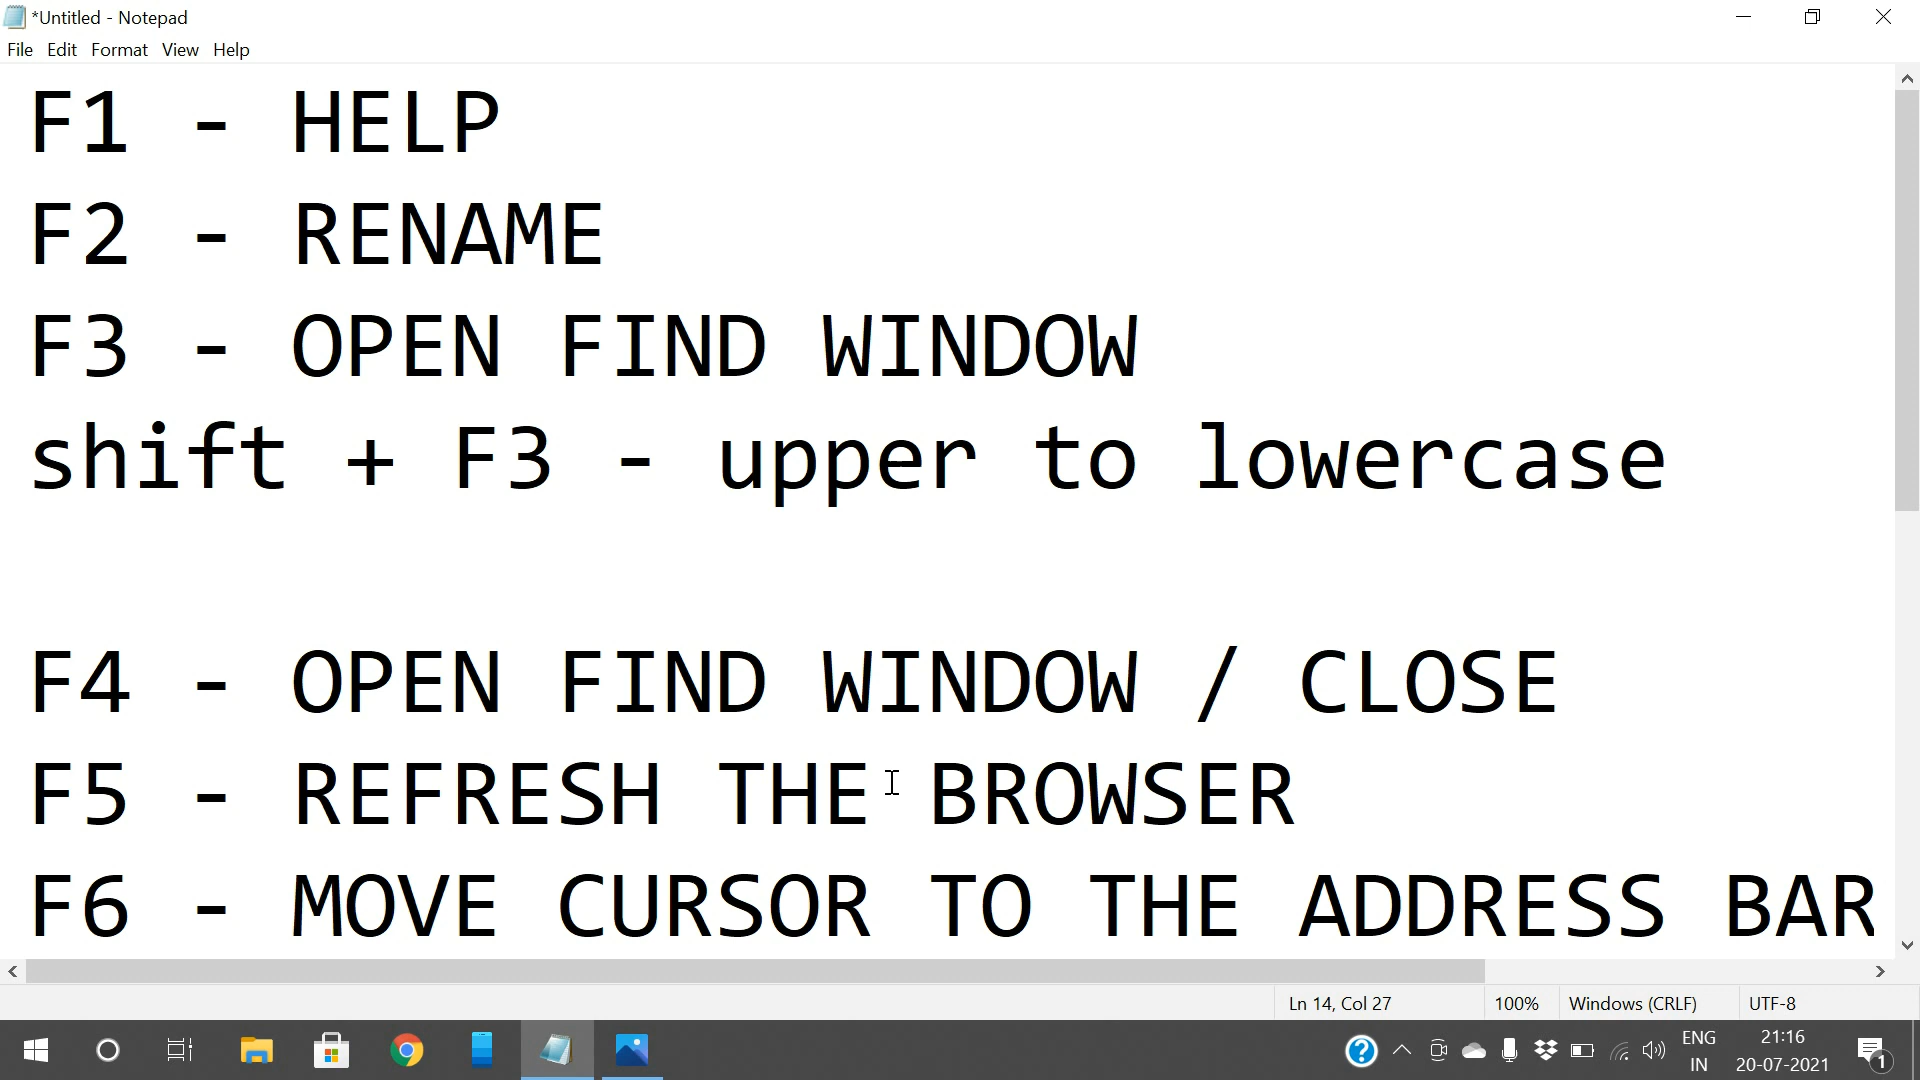 *Untitled - Notepad
File Edit Format View Help
F1 - HELP
F2 - RENAME
F3 - OPEN FIND WINDOW
shift + F3 - upper to lowercase
F4 - OPEN FIND WINDOW / CLOSE
F5 - REFRESH THE BROWSER
F6 - MOVE CURSOR TO THE ADDRESS BAR
Ln 14, Col 27 100% Windows (CRLF) UTF-8
ENG 21:16
IN 20-07-2021 1